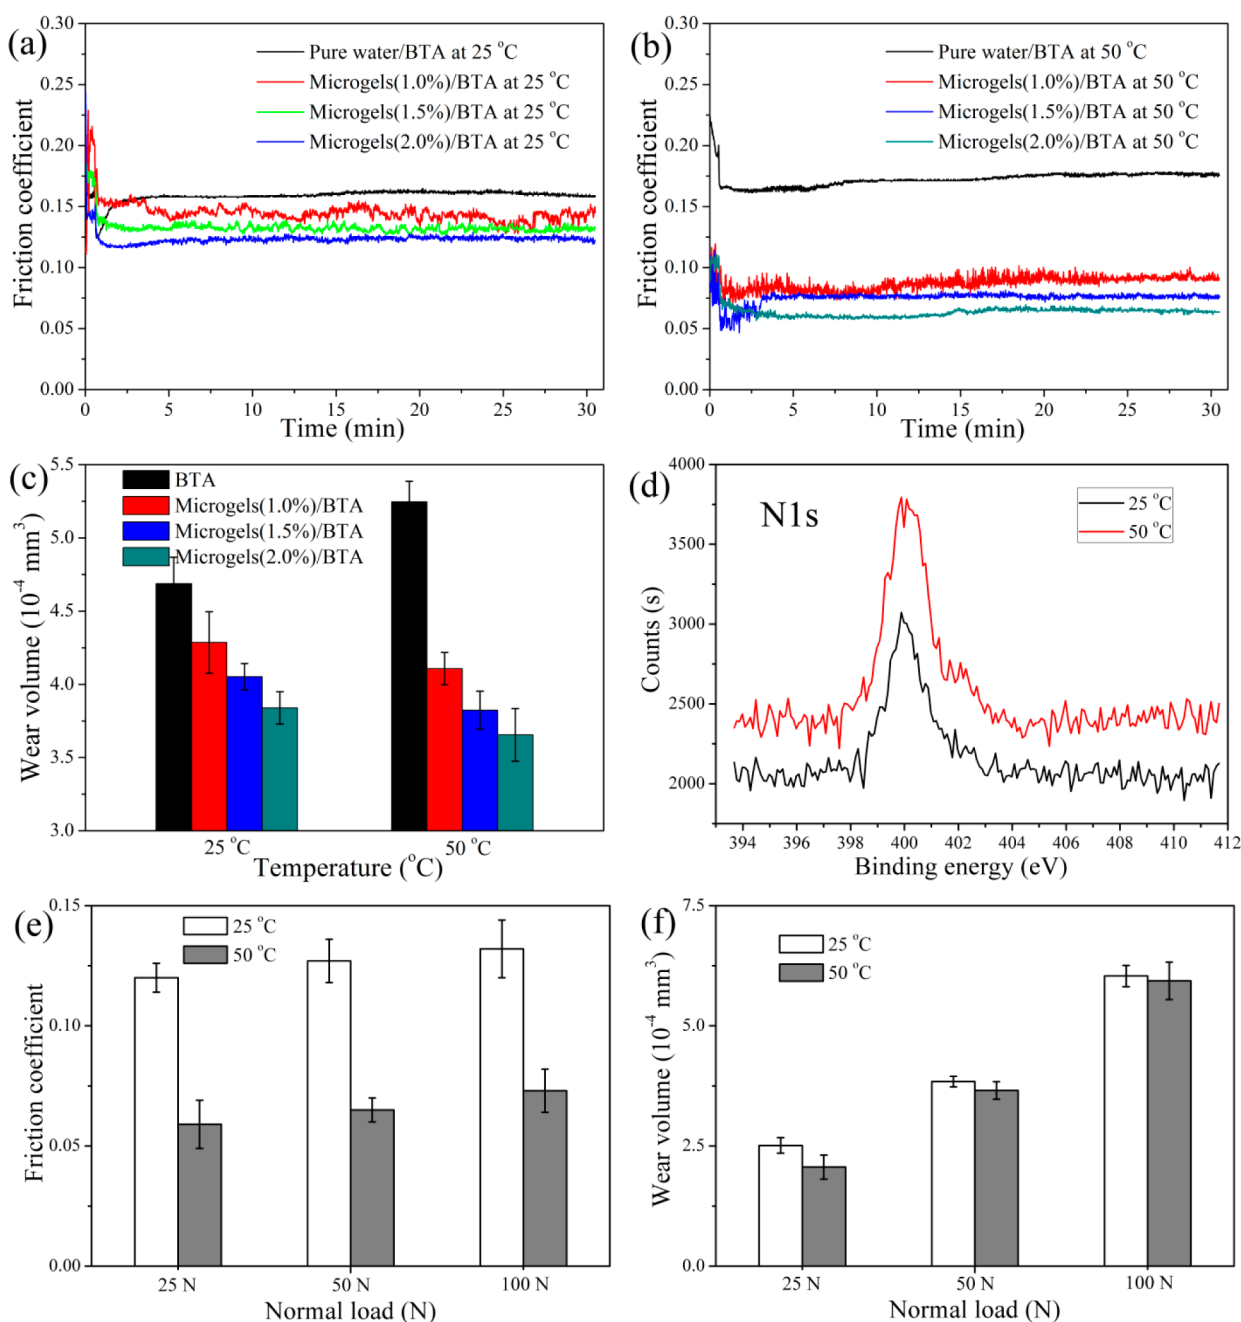 (a)
0.30
0.25
0.20
0.15
0.10
0.05
0.00
Friction coefficient
Pure water/BTA at 25 °C
Microgels(1.0%)/BTA at 25 °C
Microgels(1.5%)/BTA at 25 °C
Microgels(2.0%)/BTA at 25 °C
0 5 10 15 20 25 30
Time (min)
(b)
0.30
0.25
0.20
0.15
0.10
0.05
0.00
Friction coefficient
Pure water/BTA at 50 °C
Microgels(1.0%)/BTA at 50 °C
Microgels(1.5%)/BTA at 50 °C
Microgels(2.0%)/BTA at 50 °C
0 5 10 15 20 25 30
Time (min)
(c)
5.5
5.0
4.5
4.0
3.5
3.0
Wear volume (10⁻⁴ mm³)
BTA
Microgels(1.0%)/BTA
Microgels(1.5%)/BTA
Microgels(2.0%)/BTA
25 °C 50 °C
Temperature (°C)
(d)
4000
3500
3000
2500
2000
Counts (s)
N1s
25 °C
50 °C
394 396 398 400 402 404 406 408 410 412
Binding energy (eV)
(e)
0.15
0.10
0.05
0.00
Friction coefficient
25 °C
50 °C
25 N 50 N 100 N
Normal load (N)
(f)
7.5
5.0
2.5
0.0
Wear volume (10⁻⁴ mm³)
25 °C
50 °C
25 N 50 N 100 N
Normal load (N)